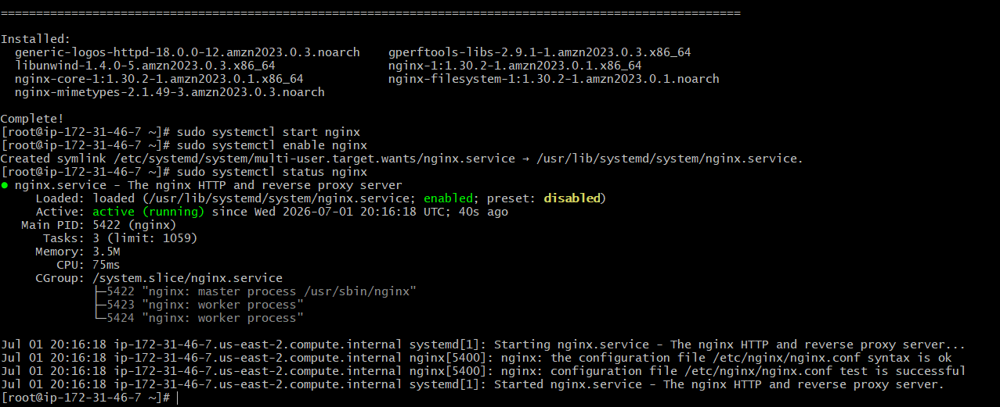 =========================================================================================================
Installed:
  generic-logos-httpd-18.0.0-12.amzn2023.0.3.noarch    gperftools-libs-2.9.1-1.amzn2023.0.3.x86_64
  libunwind-1.4.0-5.amzn2023.0.3.x86_64                nginx-1:1.30.2-1.amzn2023.0.1.x86_64
  nginx-core-1:1.30.2-1.amzn2023.0.1.x86_64            nginx-filesystem-1:1.30.2-1.amzn2023.0.1.noarch
  nginx-mimetypes-2.1.49-3.amzn2023.0.3.noarch
Complete!
[root@ip-172-31-46-7 ~]# sudo systemctl start nginx
[root@ip-172-31-46-7 ~]# sudo systemctl enable nginx
Created symlink /etc/systemd/system/multi-user.target.wants/nginx.service → /usr/lib/systemd/system/nginx.service.
[root@ip-172-31-46-7 ~]# sudo systemctl status nginx
● nginx.service - The nginx HTTP and reverse proxy server
     Loaded: loaded (/usr/lib/systemd/system/nginx.service; enabled; preset: disabled)
     Active: active (running) since Wed 2026-07-01 20:16:18 UTC; 40s ago
   Main PID: 5422 (nginx)
      Tasks: 3 (limit: 1059)
     Memory: 3.5M
        CPU: 75ms
     CGroup: /system.slice/nginx.service
             ├─5422 "nginx: master process /usr/sbin/nginx"
             ├─5423 "nginx: worker process"
             └─5424 "nginx: worker process"
Jul 01 20:16:18 ip-172-31-46-7.us-east-2.compute.internal systemd[1]: Starting nginx.service - The nginx HTTP and reverse proxy server...
Jul 01 20:16:18 ip-172-31-46-7.us-east-2.compute.internal nginx[5400]: nginx: the configuration file /etc/nginx/nginx.conf syntax is ok
Jul 01 20:16:18 ip-172-31-46-7.us-east-2.compute.internal nginx[5400]: nginx: configuration file /etc/nginx/nginx.conf test is successful
Jul 01 20:16:18 ip-172-31-46-7.us-east-2.compute.internal systemd[1]: Started nginx.service - The nginx HTTP and reverse proxy server.
[root@ip-172-31-46-7 ~]#